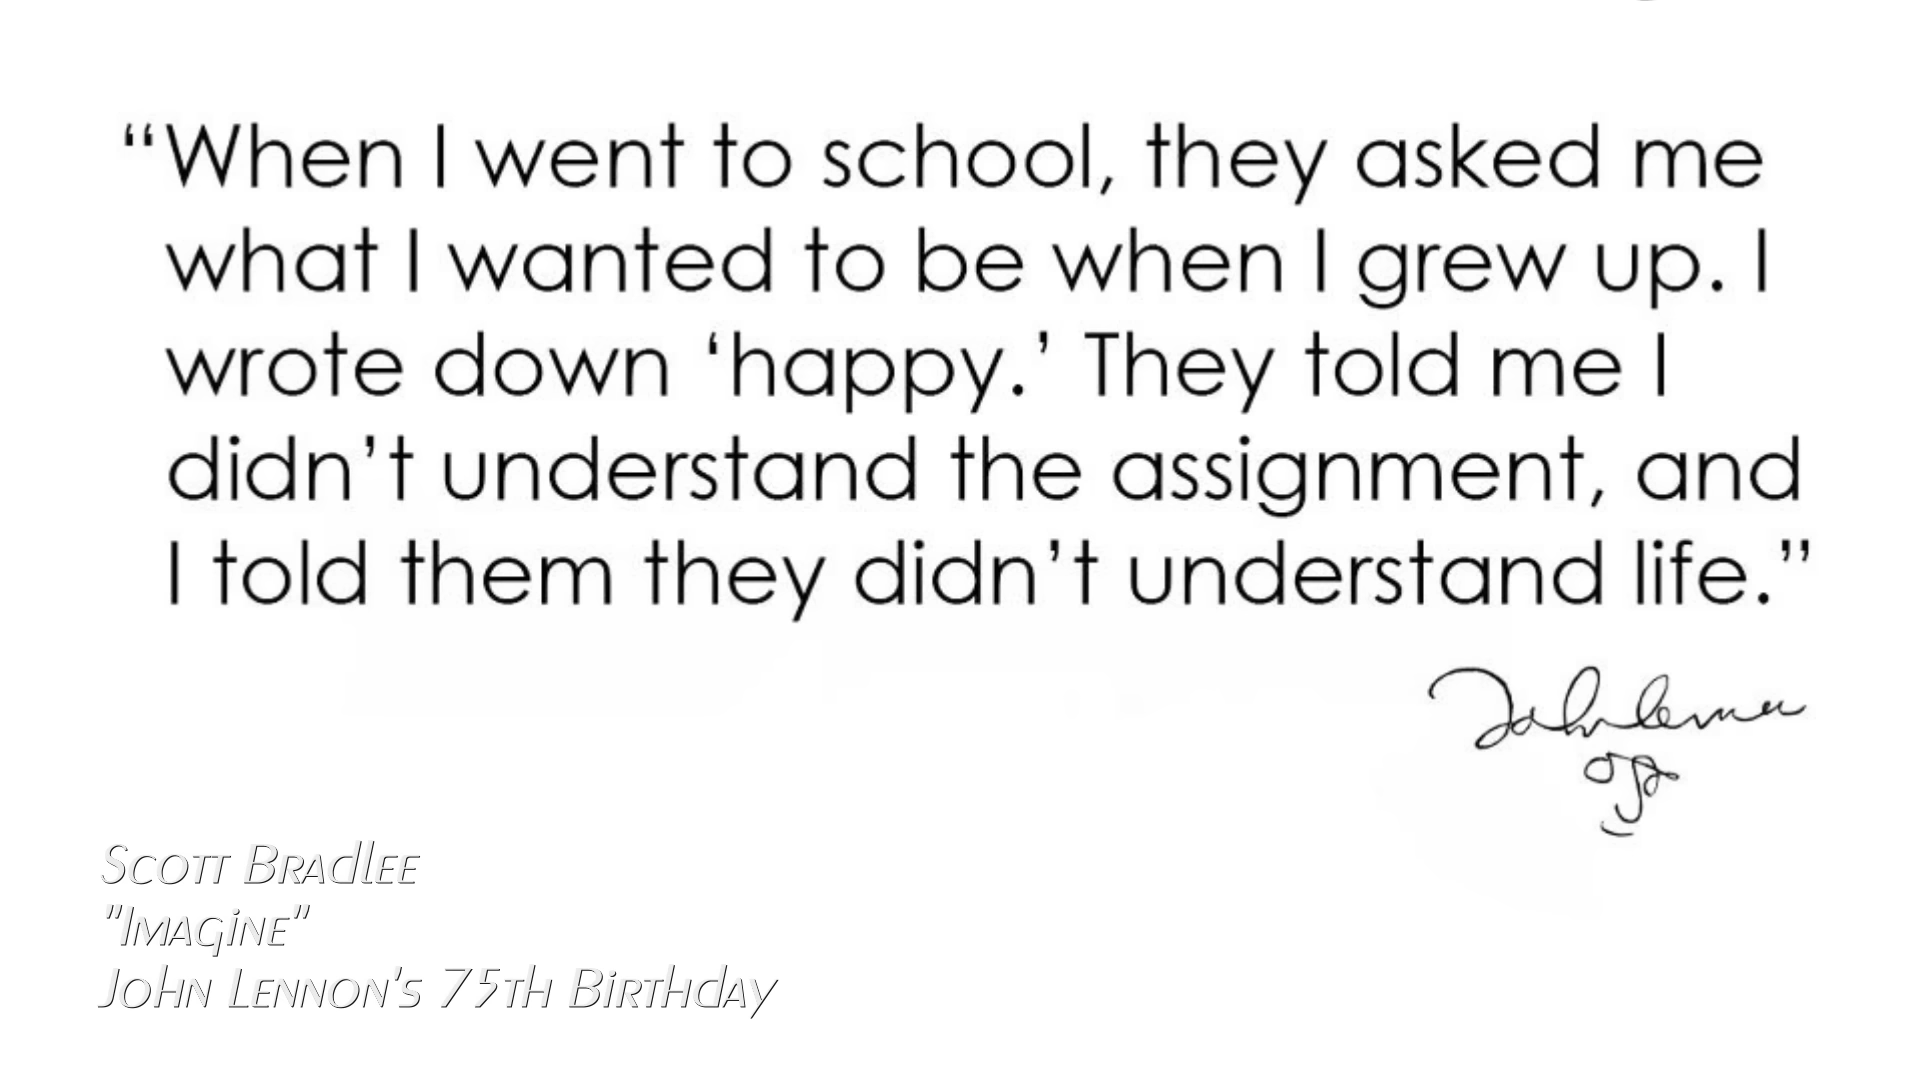 “When I went to school, they asked me
what I wanted to be when I grew up. I
wrote down ‘happy.’ They told me I
didn’t understand the assignment, and
I told them they didn’t understand life.”
John Lennon
Scott Bradlee
"Imagine"
John Lennon's 75th Birthday